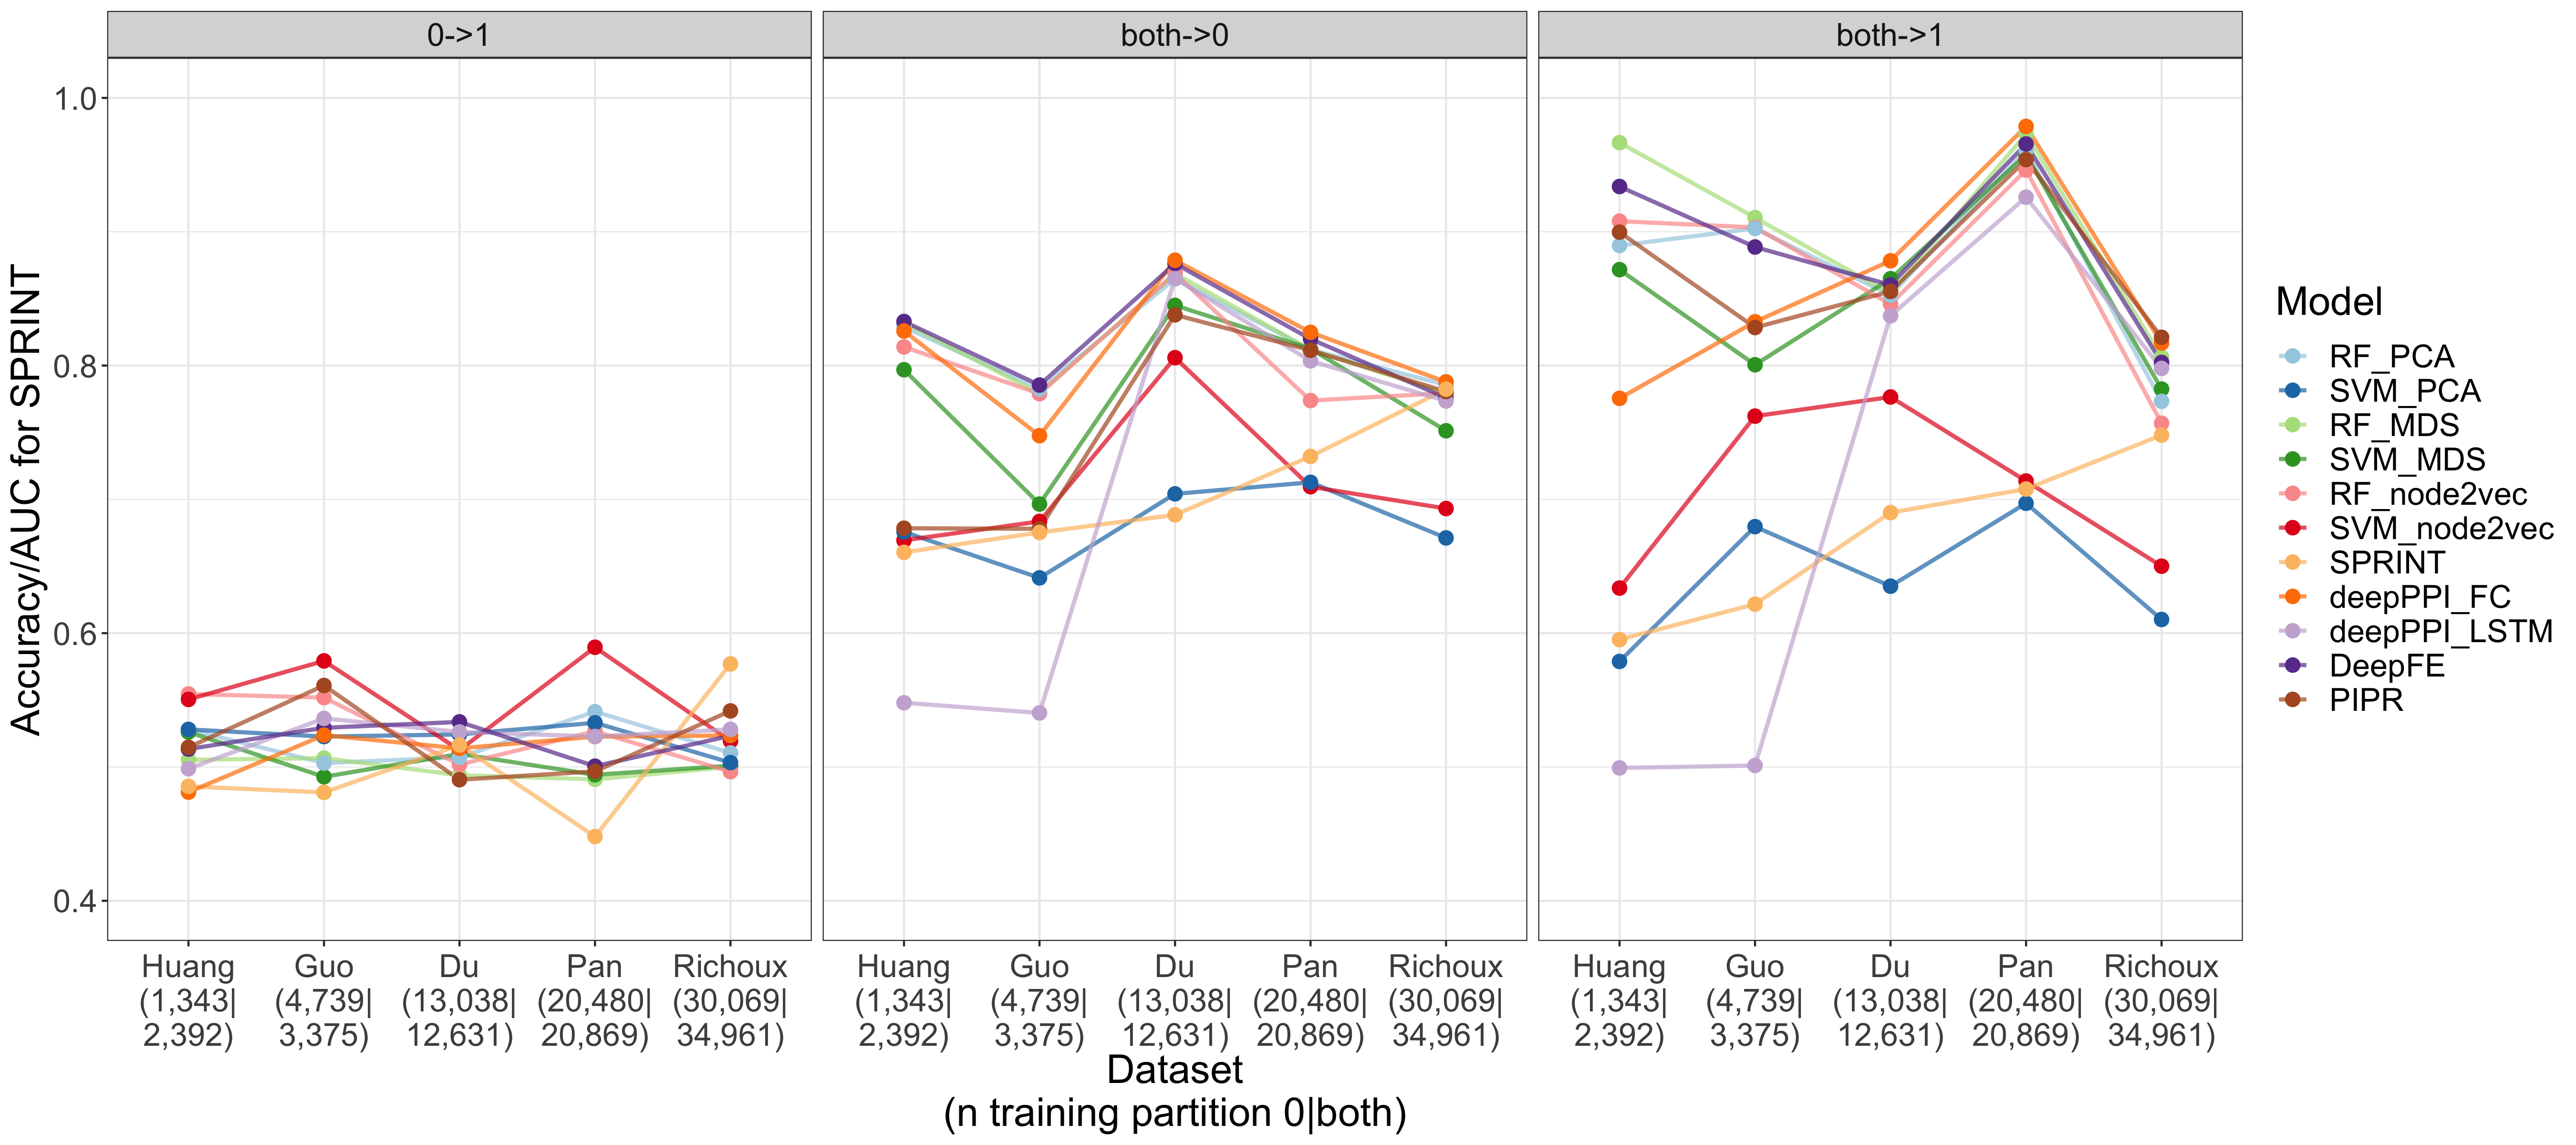 0->1
both->0
both->1
Accuracy/AUC for SPRINT
1.0
0.8
0.6
0.4
Huang
(1,343|
2,392)
Guo
(4,739|
3,375)
Du
(13,038|
12,631)
Pan
(20,480|
20,869)
Richoux
(30,069|
34,961)
Huang
(1,343|
2,392)
Guo
(4,739|
3,375)
Du
(13,038|
12,631)
Pan
(20,480|
20,869)
Richoux
(30,069|
34,961)
Huang
(1,343|
2,392)
Guo
(4,739|
3,375)
Du
(13,038|
12,631)
Pan
(20,480|
20,869)
Richoux
(30,069|
34,961)
Dataset
(n training partition 0|both)
Model
RF_PCA
SVM_PCA
RF_MDS
SVM_MDS
RF_node2vec
SVM_node2vec
SPRINT
deepPPI_FC
deepPPI_LSTM
DeepFE
PIPR